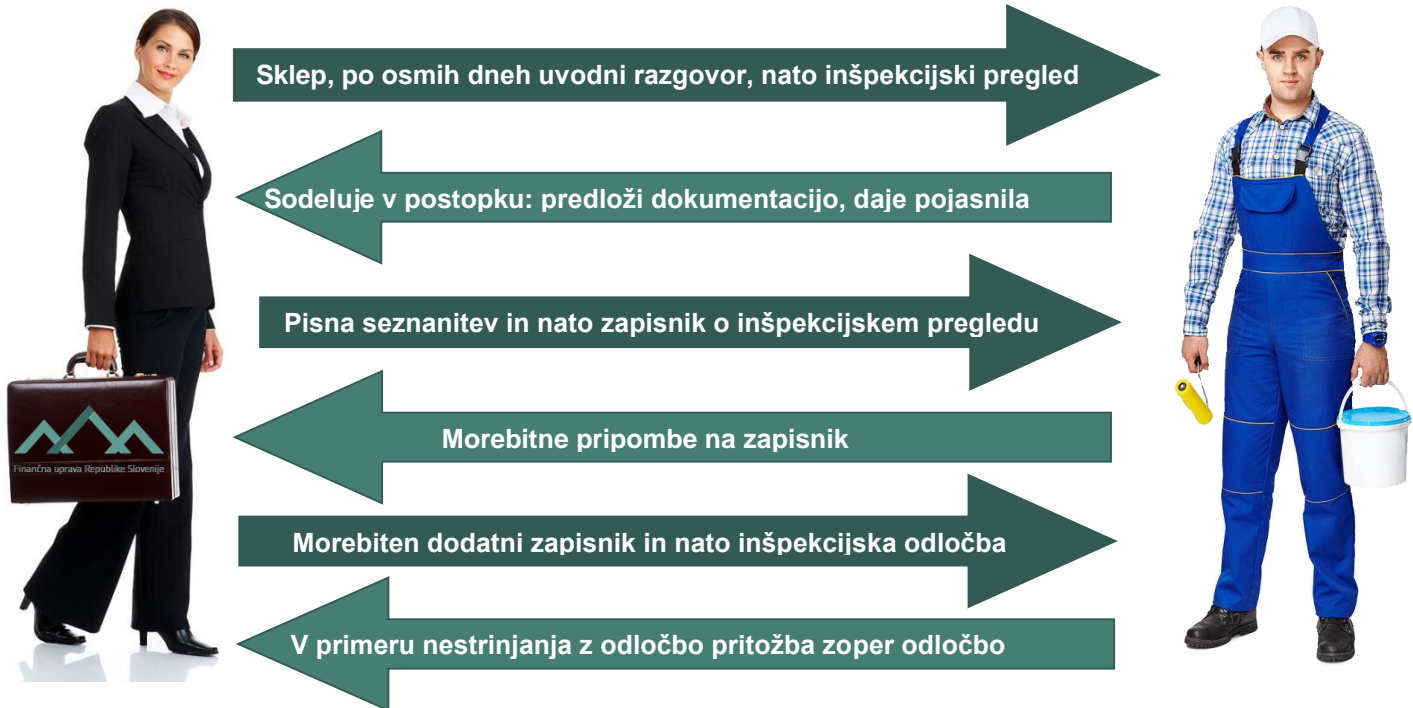 Sklep, po osmih dneh uvodni razgovor, nato inšpekcijski pregled
Sodeluje v postopku: predloži dokumentacijo, daje pojasnila
Pisna seznanitev in nato zapisnik o inšpekcijskem pregledu
Morebitne pripombe na zapisnik
Finančna uprava Republike Slovenije
Morebiten dodatni zapisnik in nato inšpekcijska odločba
V primeru nestrinjanja z odločbo pritožba zoper odločbo